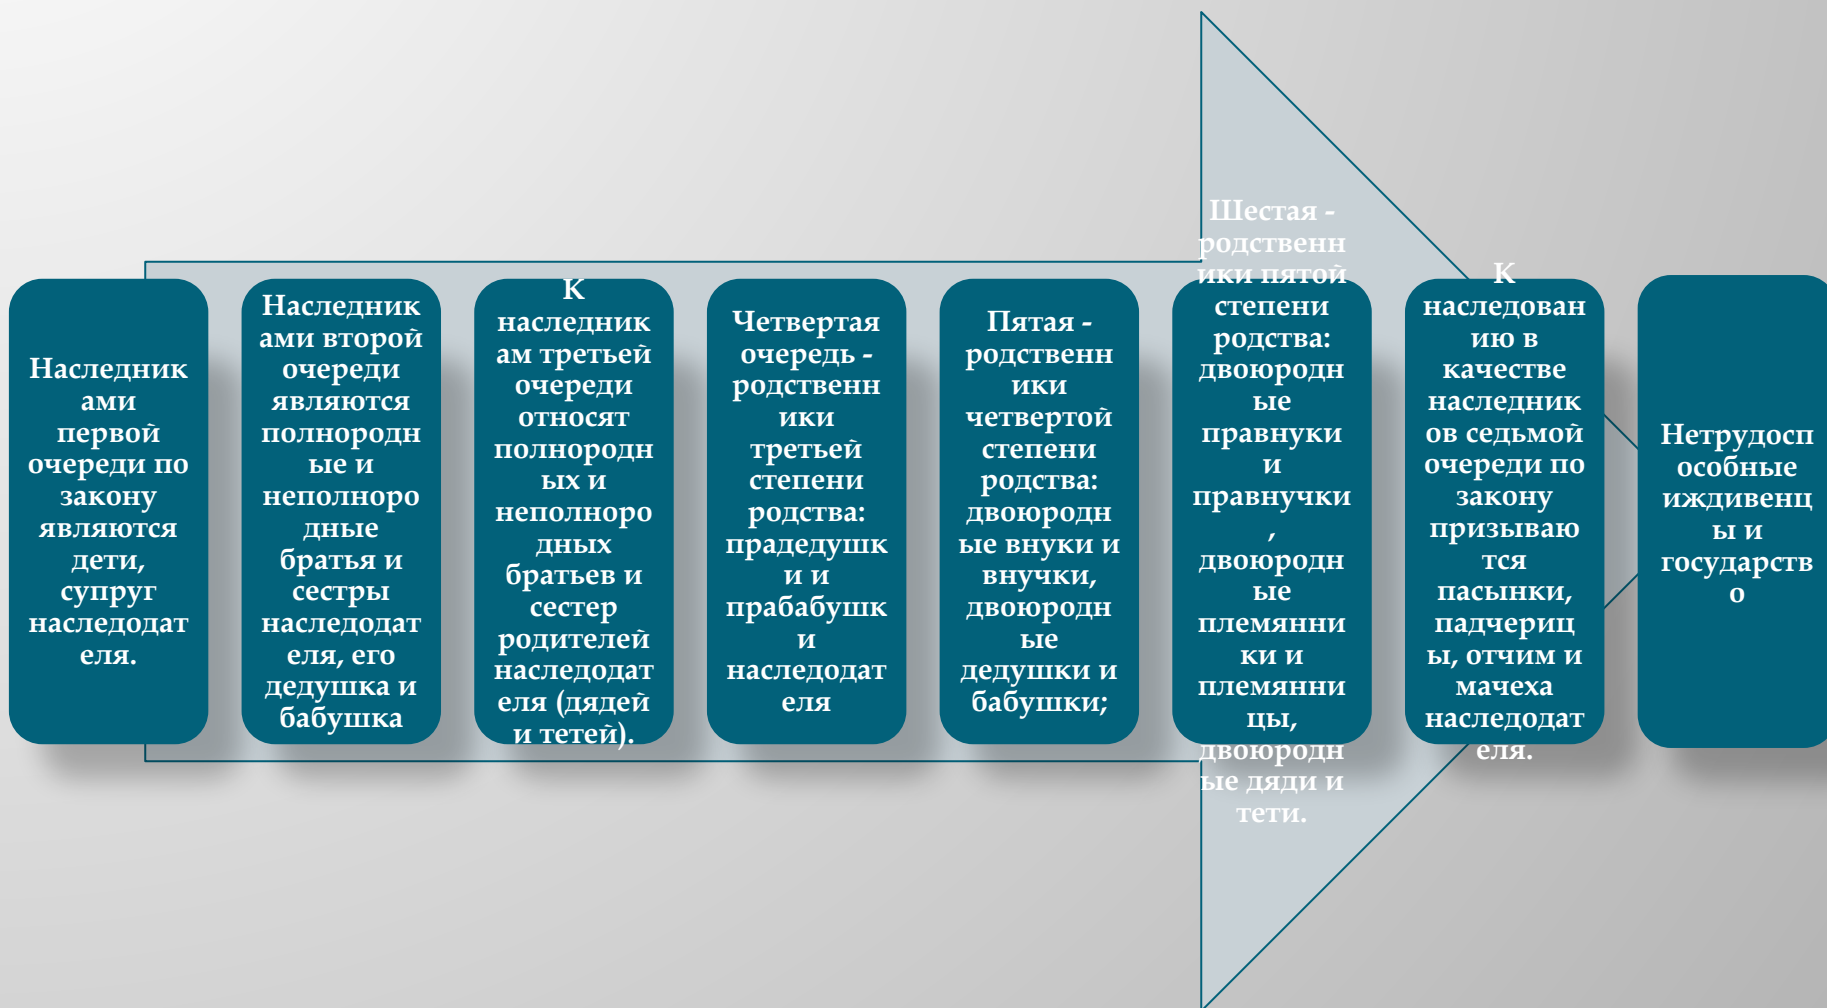 Наследник
ами
первой
очереди по
закону
являются
дети,
супруг
наследодат
еля.
Наследник
ами второй
очереди
являются
полнородн
ые и
неполноро
дные
братья и
сестры
наследодат
еля, его
дедушка и
бабушка
К
наследник
ам третьей
очереди
относят
полнородн
ых и
неполноро
дных
братьев и
сестер
родителей
наследодат
еля (дядей
и тетей).
Четвертая
очередь -
родственн
ики
третьей
степени
родства:
прадедушк
и и
прабабушк
и
наследодат
еля
Пятая -
родственн
ики
четвертой
степени
родства:
двоюродн
ые внуки и
внучки,
двоюродн
ые
дедушки и
бабушки;
Шестая -
родственн
ики пятой
степени
родства:
двоюродн
ые
правнуки
и
правнучки
,
двоюродн
ые
племянни
ки и
племянни
цы,
двоюродн
ые дяди и
тети.
К
наследован
ию в
качестве
наследник
ов седьмой
очереди по
закону
призываю
тся
пасынки,
падчериц
ы, отчим и
мачеха
наследодат
еля.
Нетрудосп
особные
иждивенц
ы и
государств
о